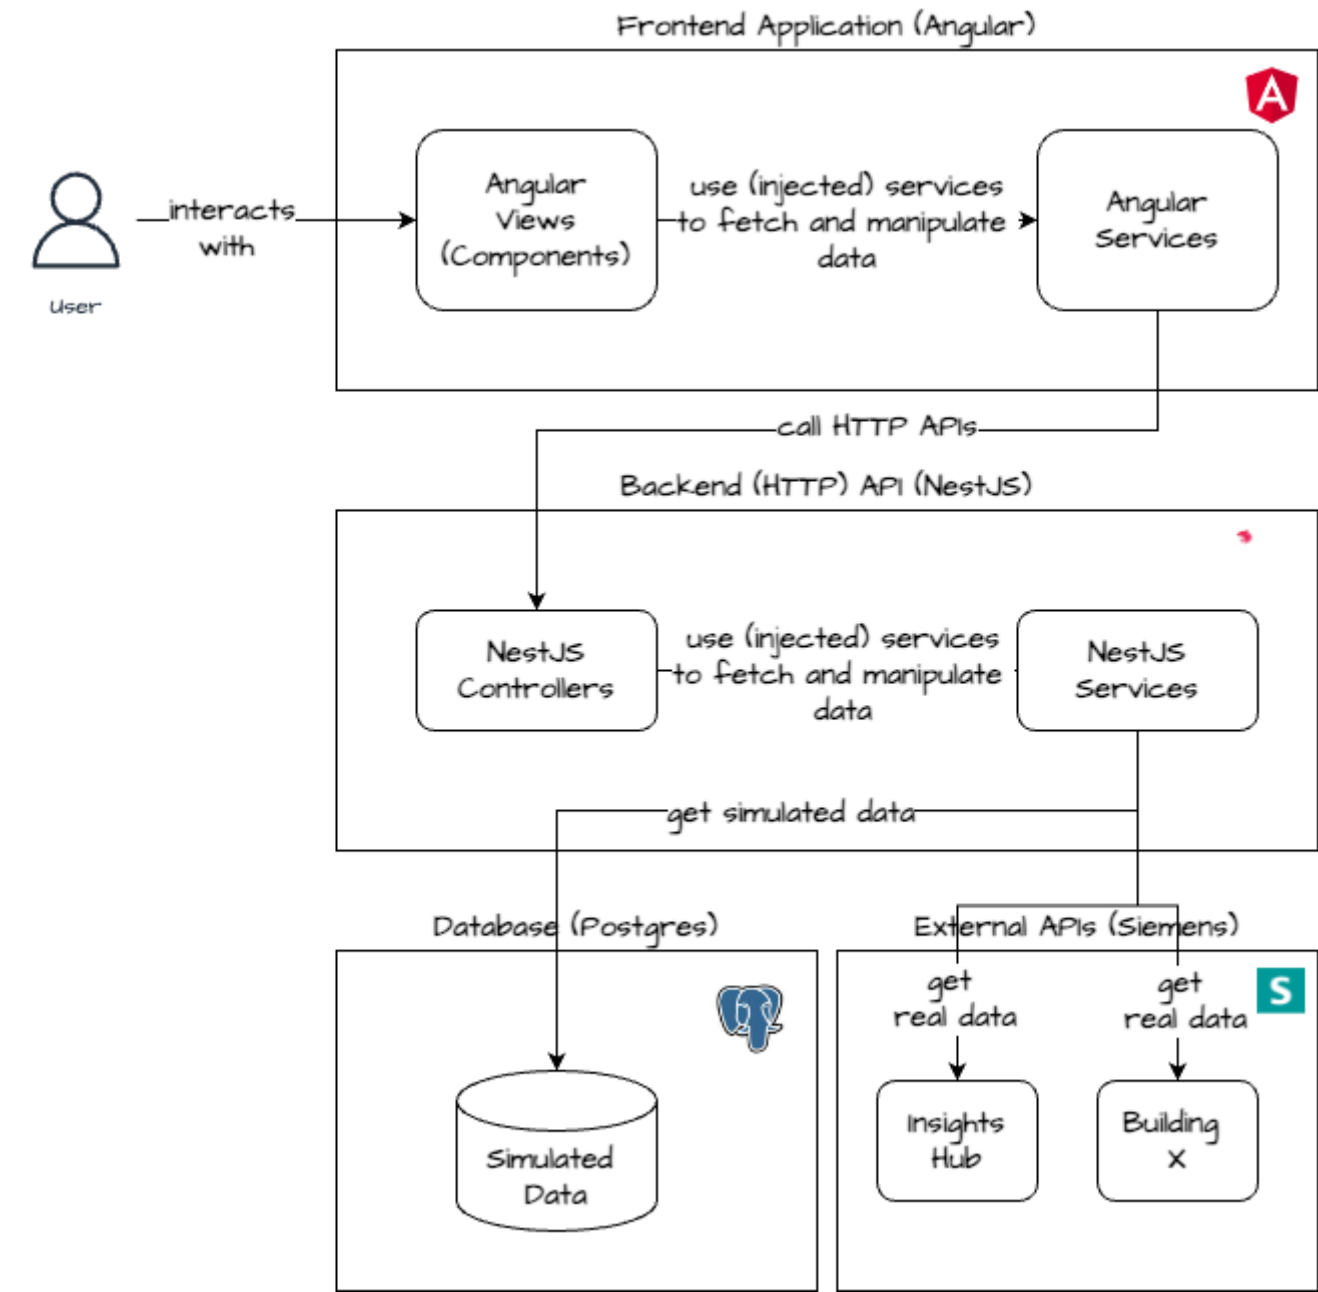 Frontend Application (Angular)
interacts
with
User
Angular
Views
(Components)
use (injected) services
to fetch and manipulate
data
Angular
Services
call HTTP APIs
Backend (HTTP) API (NestJS)
NestJS
Controllers
use (injected) services
to fetch and manipulate
data
NestJS
Services
get simulated data
Database (Postgres)
Simulated
Data
External APIs (Siemens)
S
get
real data
get
real data
Insights
Hub
Building
X